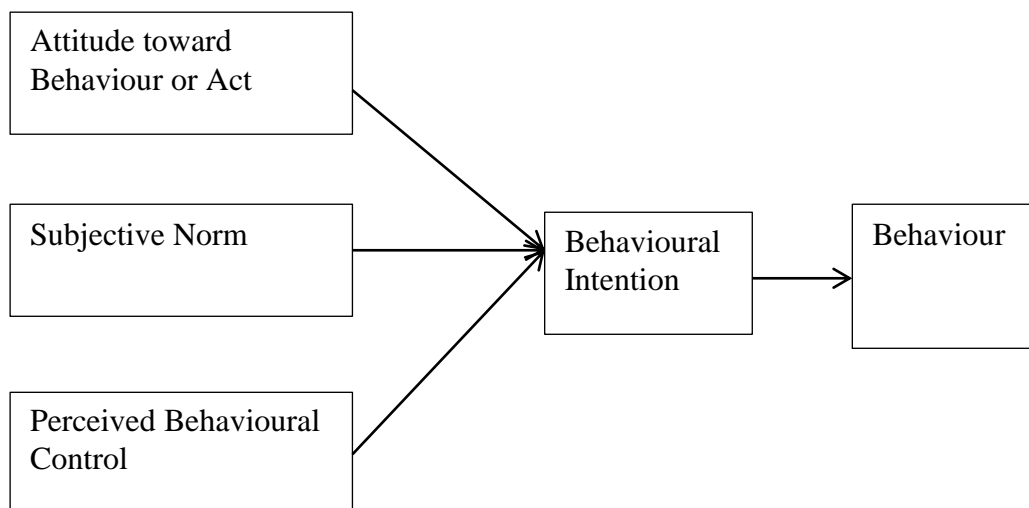 Attitude toward
Behaviour or Act
Subjective Norm
Behavioural
Intention
Behaviour
Perceived Behavioural
Control